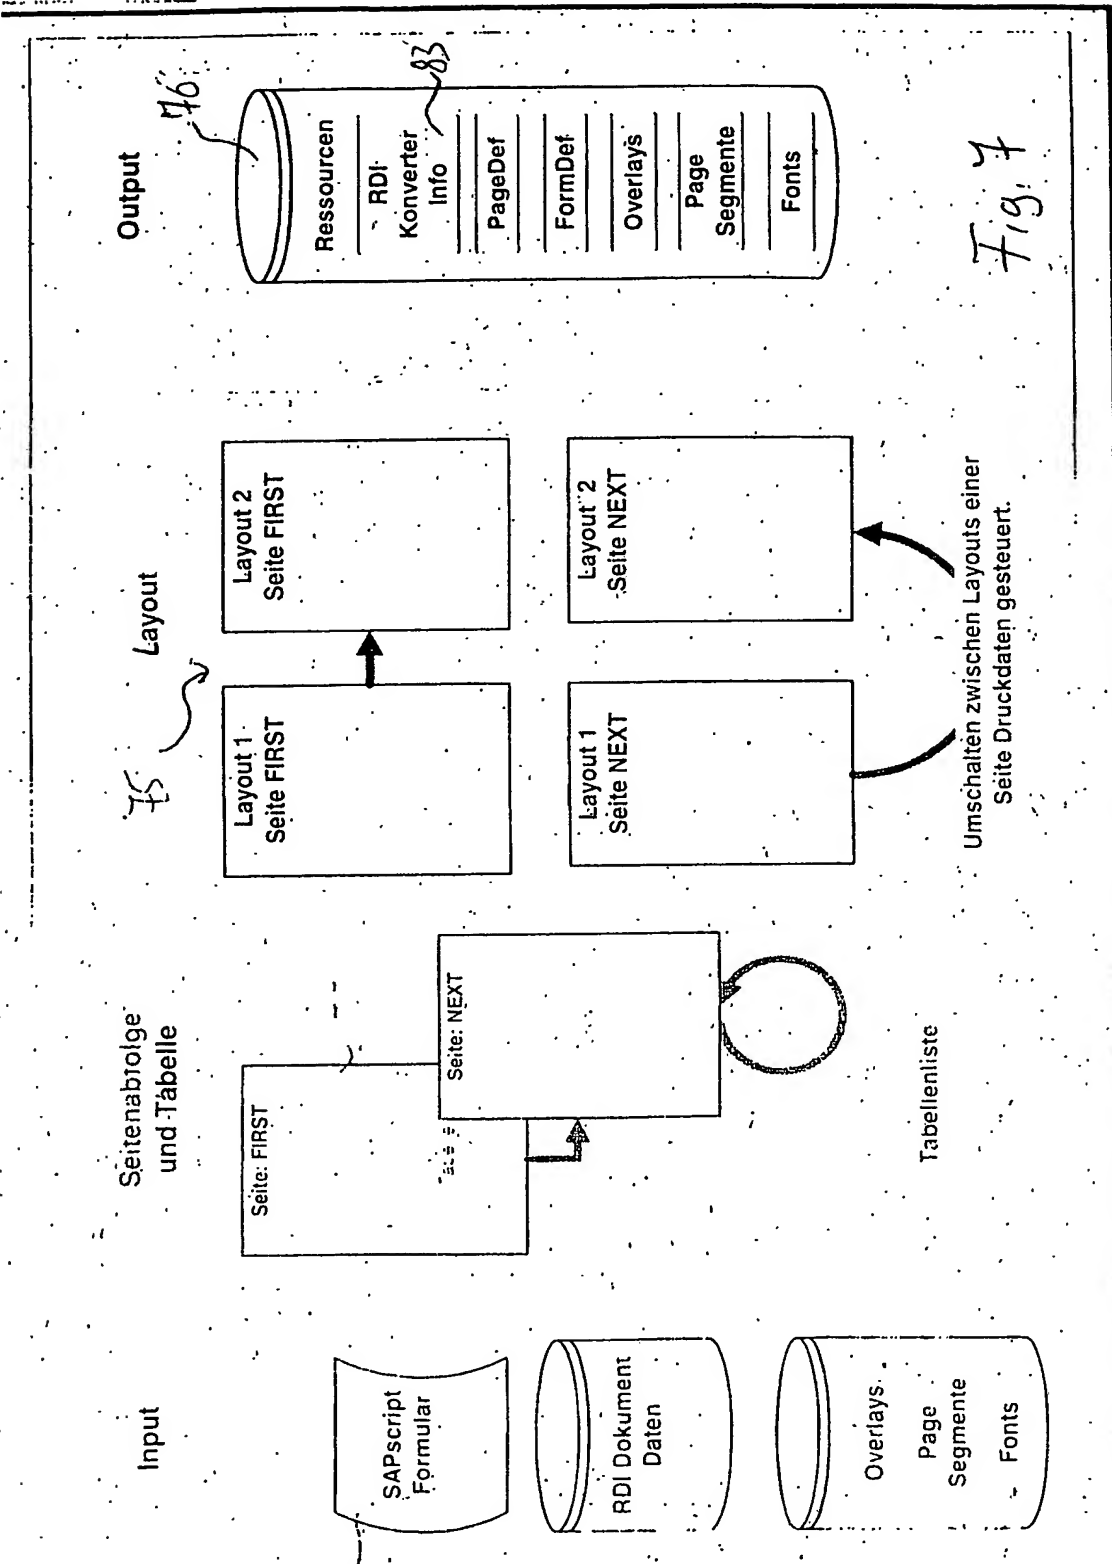 Input
SAPscript
Formular
RDI Dokument
Daten
Overlays
Page
Segmente
Fonts
Seitenabfolge
und Tabelle
Seite: FIRST
Seite: NEXT
Tabellenliste
Layout
75
Layout 1
Seite FIRST
Layout 2
Seite FIRST
Layout 1
Seite NEXT
Layout 2
Seite NEXT
Umschalten zwischen Layouts einer
Seite Druckdaten gesteuert.
Output
76
83
Ressourcen
RDI
Konverter
Info
PageDef
FormDef
Overlays
Page
Segmente
Fonts
Fig. 7